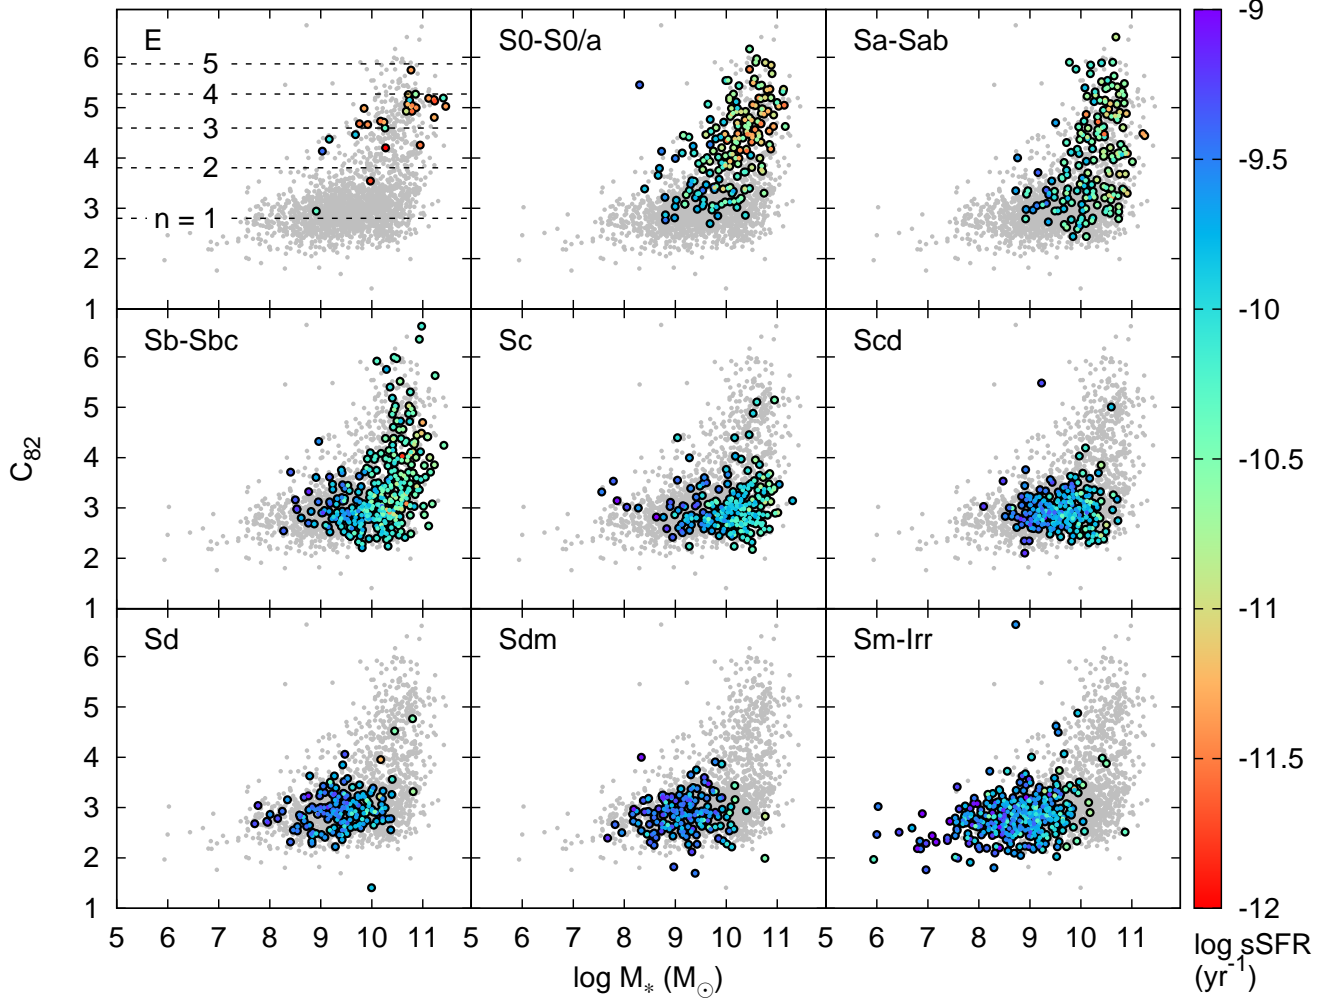 E
S0-S0/a
Sa-Sab
5
4
3
2
n = 1
6
5
4
3
2
1
Sb-Sbc
Sc
Scd
6
5
4
3
2
1
C82
Sd
Sdm
Sm-Irr
6
5
4
3
2
1
5 6 7 8 9 10 11
5 6 7 8 9 10 11
5 6 7 8 9 10 11
log M* (M☉)
-9
-9.5
-10
-10.5
-11
-11.5
-12
log sSFR
(yr-1)